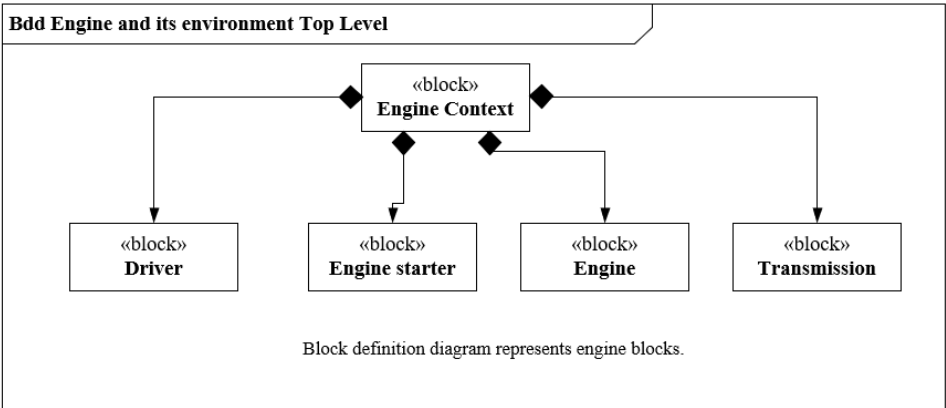 Bdd Engine and its environment Top Level
«block»
Engine Context
«block»
Driver
«block»
Engine starter
«block»
Engine
«block»
Transmission
Block definition diagram represents engine blocks.